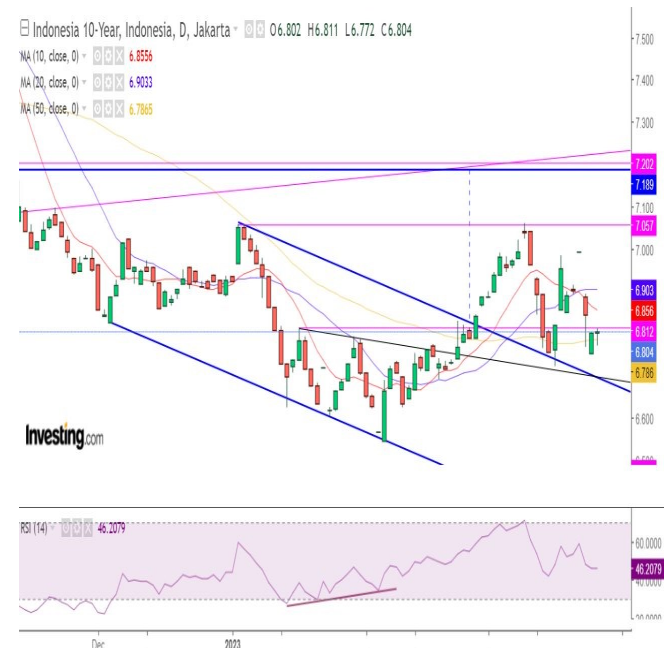 Indonesia 10-Year, Indonesia, D, Jakarta O6.802 H6.811 L6.772 C6.804
MA (10, close, 0) 6.8556
MA (20, close, 0) 6.9033
MA (50, close, 0) 6.7865
7.500
7.400
7.300
7.202
7.189
7.100
7.057
7.000
6.903
6.856
6.812
6.804
6.786
6.600
Investing.com
RSI (14) 46.2079
60.0000
46.2079
40.0000
20.0000
Dec 2023